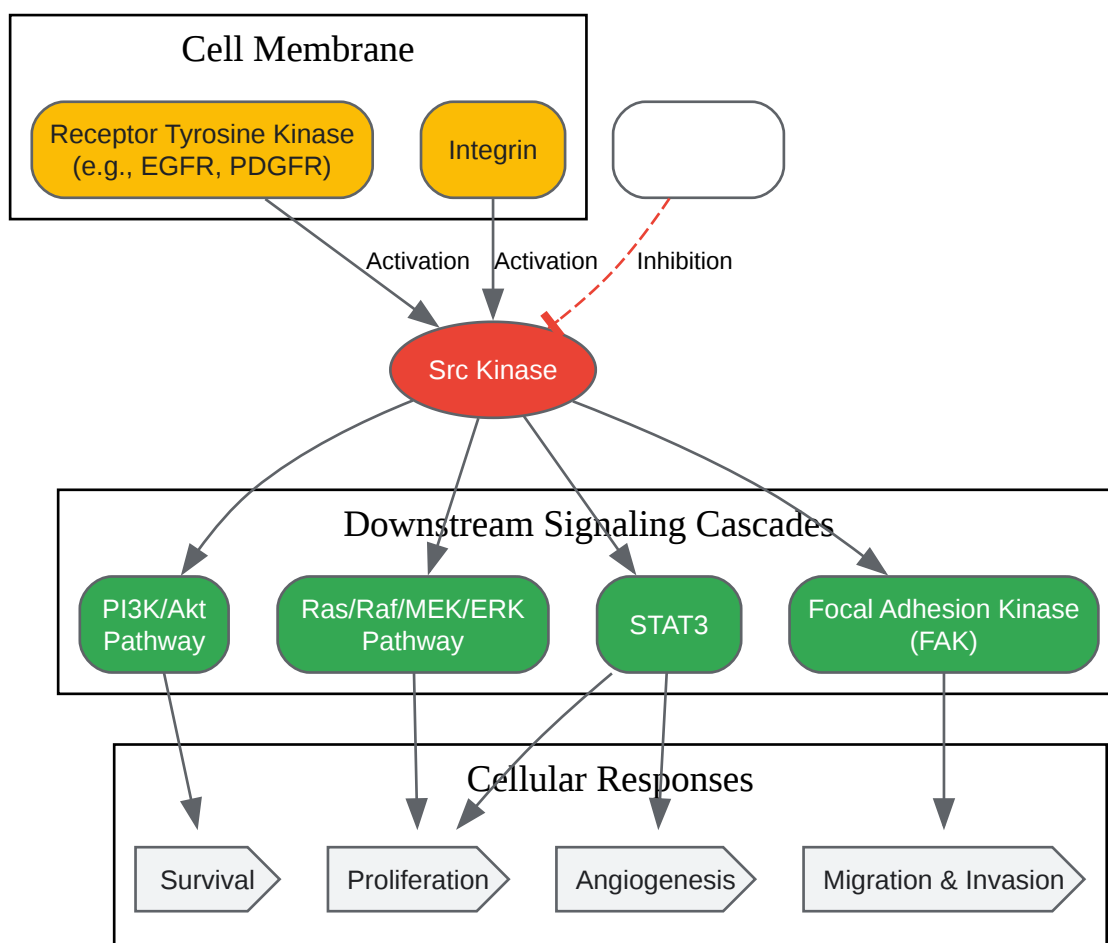 Cell Membrane
Receptor Tyrosine Kinase
(e.g., EGFR, PDGFR)
Integrin
Activation
Activation
Inhibition
Src Kinase
Downstream Signaling Cascades
PI3K/Akt
Pathway
Ras/Raf/MEK/ERK
Pathway
STAT3
Focal Adhesion Kinase
(FAK)
Cellular Responses
Survival
Proliferation
Angiogenesis
Migration & Invasion